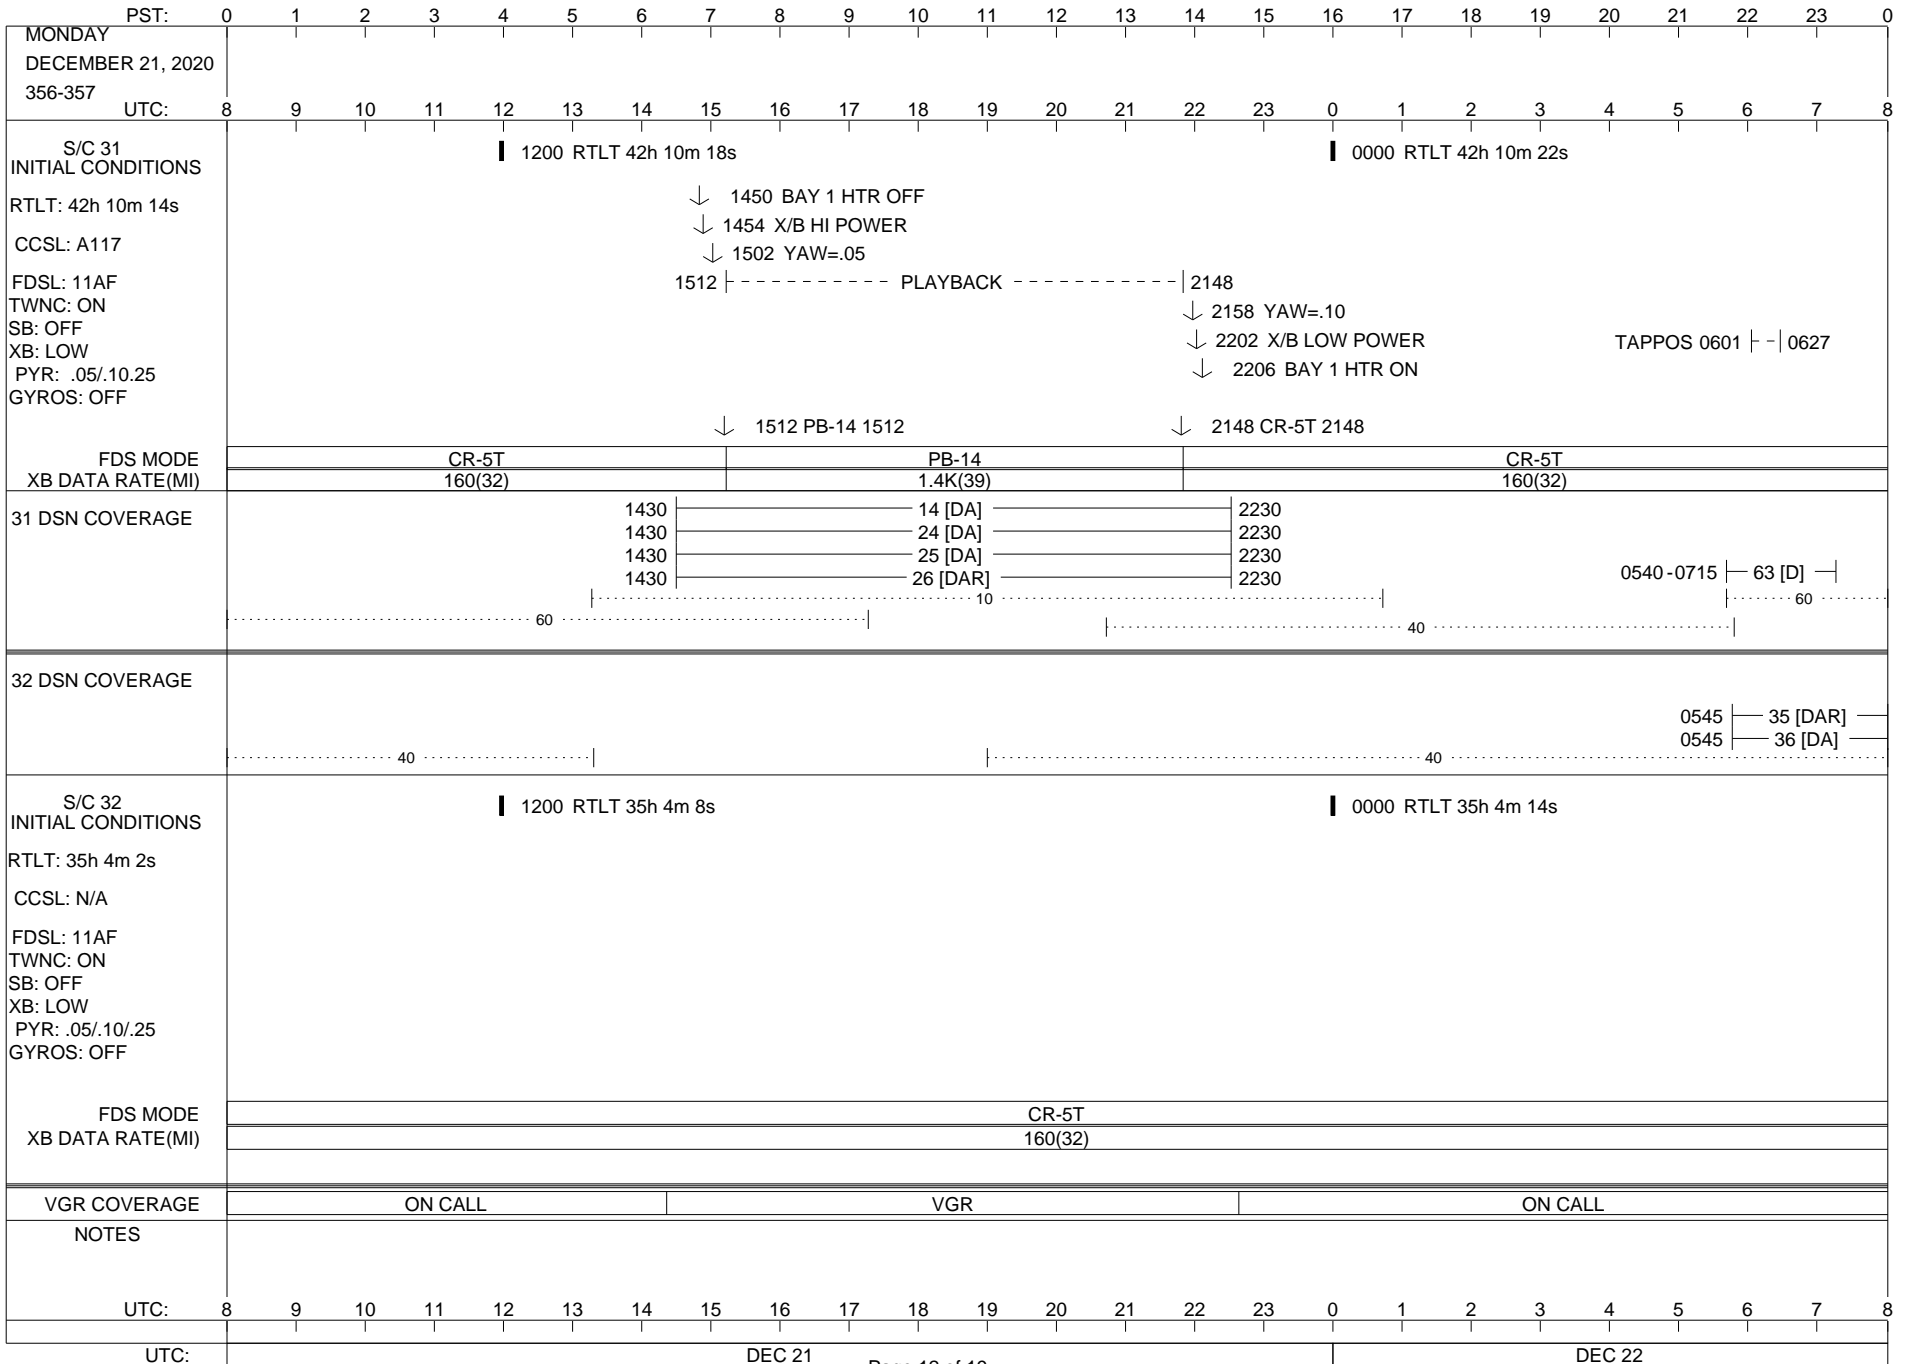 PST: 0 1 2 3 4 5 6 7 8 9 10 11 12 13 14 15 16 17 18 19 20 21 22 23 0
MONDAY
DECEMBER 21, 2020
356-357
UTC: 8 9 10 11 12 13 14 15 16 17 18 19 20 21 22 23 0 1 2 3 4 5 6 7 8
S/C 31
INITIAL CONDITIONS
1200 RTLT 42h 10m 18s
0000 RTLT 42h 10m 22s
RTLT: 42h 10m 14s
CCSL: A117
FDSL: 11AF
TWNC: ON
SB: OFF
XB: LOW
PYR: .05/.10.25
GYROS: OFF
1450 BAY 1 HTR OFF
1454 X/B HI POWER
1502 YAW=.05
1512 PLAYBACK 2148
2158 YAW=.10
2202 X/B LOW POWER
TAPPOS 0601 0627
2206 BAY 1 HTR ON
1512 PB-14 1512
2148 CR-5T 2148
FDS MODE CR-5T PB-14 CR-5T
XB DATA RATE(MI) 160(32) 1.4K(39) 160(32)
31 DSN COVERAGE
1430 14 [DA] 2230
1430 24 [DA] 2230
1430 25 [DA] 2230
1430 26 [DAR] 2230
0540-0715 63 [D]
10 60
60
40
32 DSN COVERAGE
0545 35 [DAR]
0545 36 [DA]
40 40
S/C 32
INITIAL CONDITIONS
1200 RTLT 35h 4m 8s
0000 RTLT 35h 4m 14s
RTLT: 35h 4m 2s
CCSL: N/A
FDSL: 11AF
TWNC: ON
SB: OFF
XB: LOW
PYR: .05/.10/.25
GYROS: OFF
FDS MODE CR-5T
XB DATA RATE(MI) 160(32)
VGR COVERAGE ON CALL VGR ON CALL
NOTES
UTC: 8 9 10 11 12 13 14 15 16 17 18 19 20 21 22 23 0 1 2 3 4 5 6 7 8
UTC: DEC 21 DEC 22